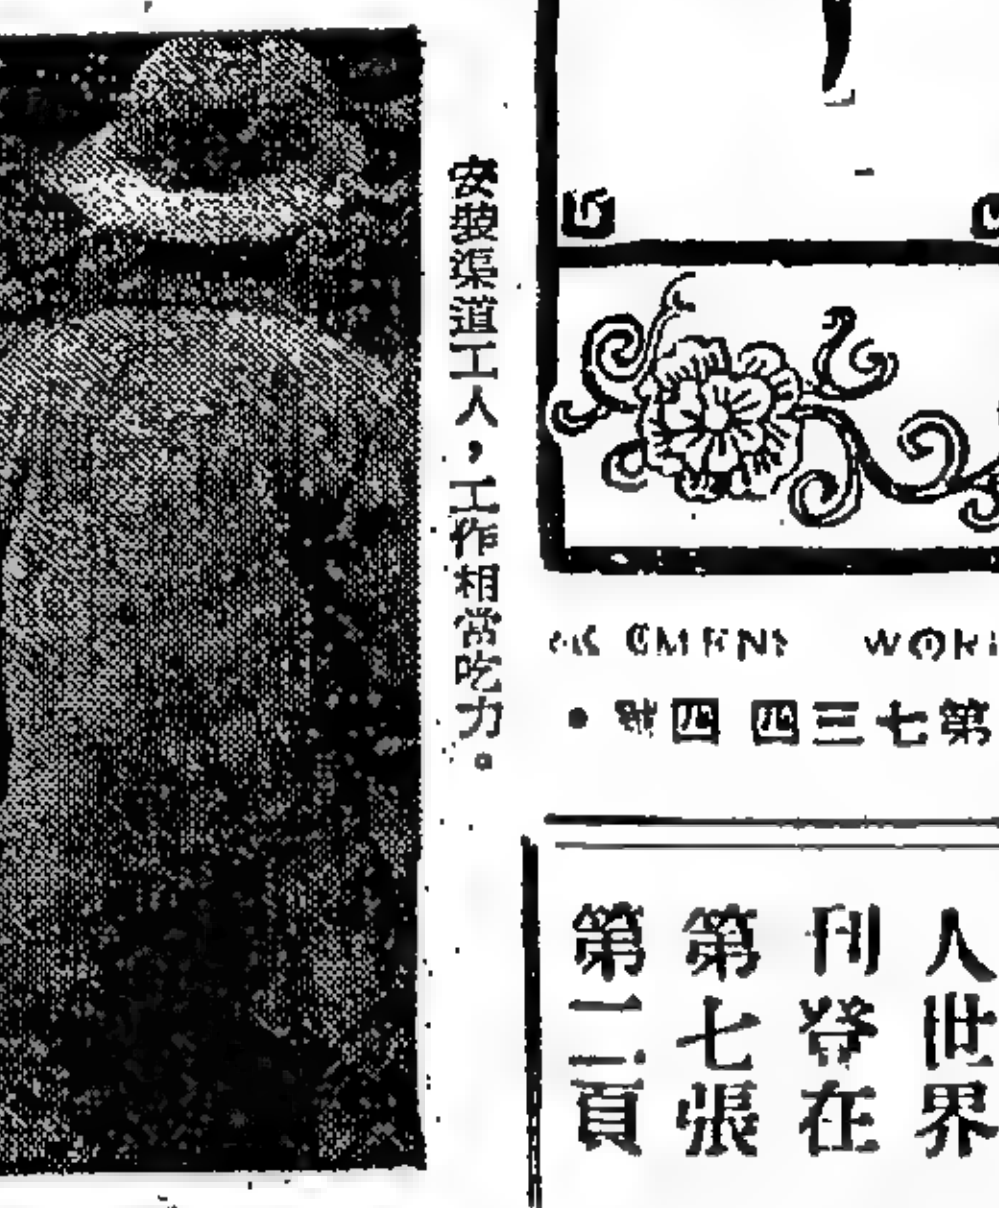 安裝渠道工人，工作相當吃力。
第七三四四號
人世界
刊登在
第七張
第二頁